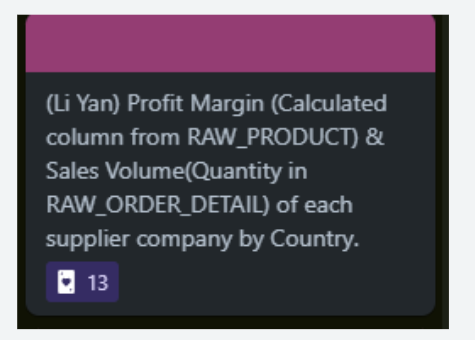 (Li Yan) Profit Margin (Calculated
column from RAW_PRODUCT) &
Sales Volume(Quantity in
RAW_ORDER_DETAIL) of each
supplier company by Country.
13